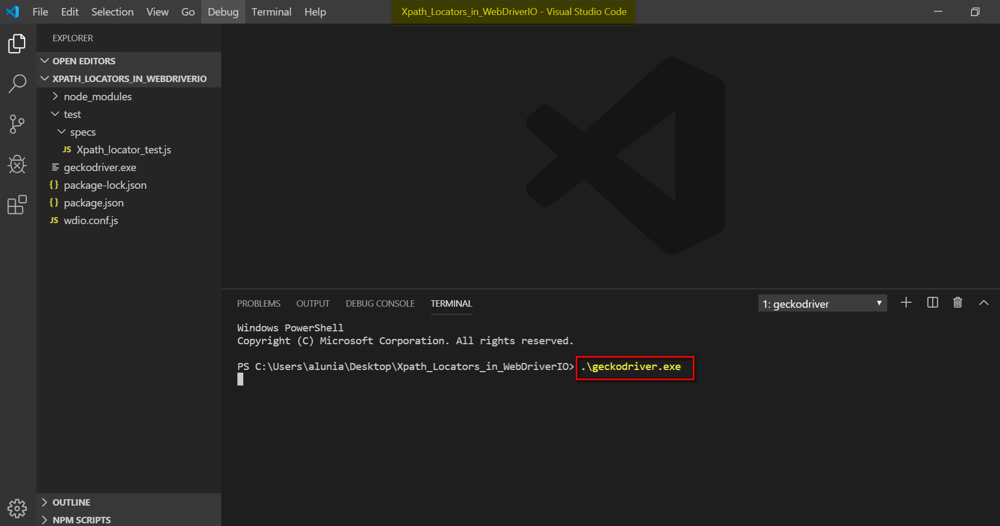 File Edit Selection View Go Debug Terminal Help Xpath_Locators_in_WebDriverIO - Visual Studio Code
EXPLORER
OPEN EDITORS
XPATH_LOCATORS_IN_WEBDRIVERIO
node_modules
test
specs
JS Xpath_locator_test.js
geckodriver.exe
{} package-lock.json
{} package.json
JS wdio.conf.js
OUTLINE
NPM SCRIPTS
PROBLEMS OUTPUT DEBUG CONSOLE TERMINAL 1: geckodriver
Windows PowerShell
Copyright (C) Microsoft Corporation. All rights reserved.
PS C:\Users\alunia\Desktop\Xpath_Locators_in_WebDriverIO> .\geckodriver.exe